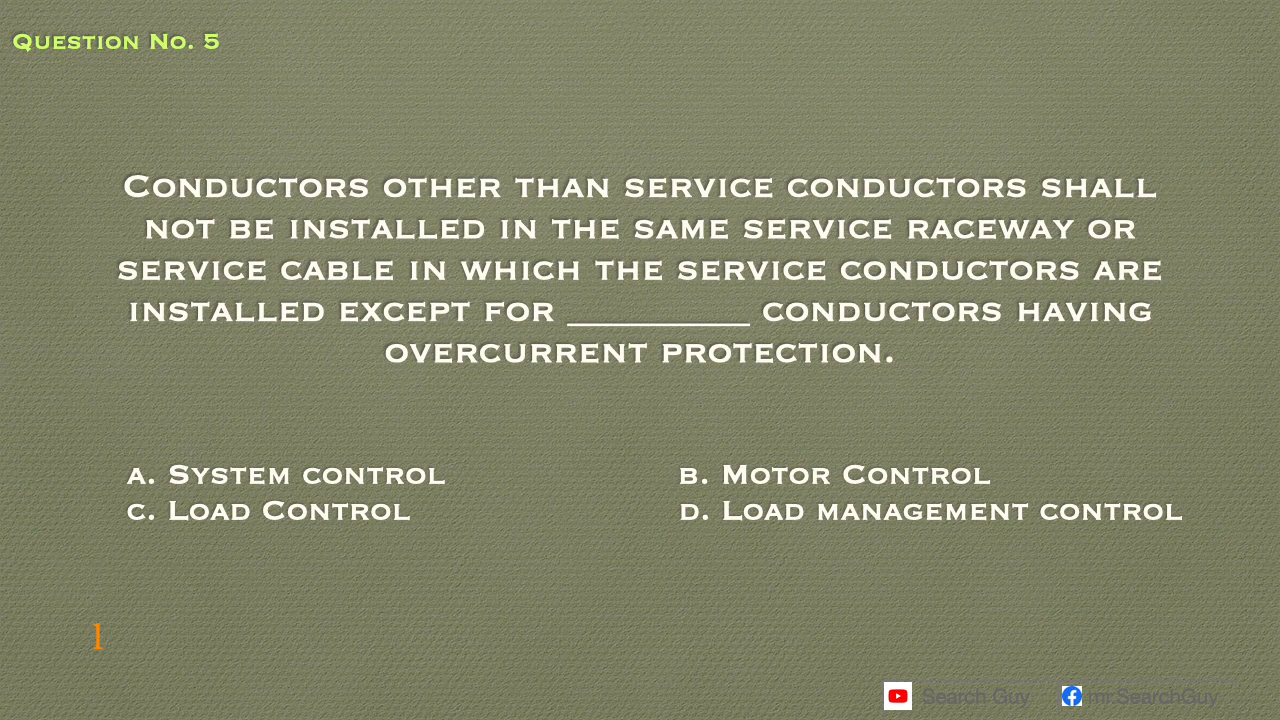 Question No. 5
Conductors other than service conductors shall
not be installed in the same service raceway or
service cable in which the service conductors are
installed except for __________ conductors having
overcurrent protection.
a. System control
b. Motor Control
c. Load Control
d. Load management control
1
Search Guy
mr.SearchGuy